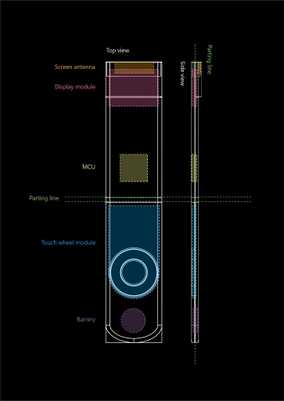 Top view
Parting line
Side view
Screen antenna
Display module
MCU
Parting line
Touch wheel module
Battery